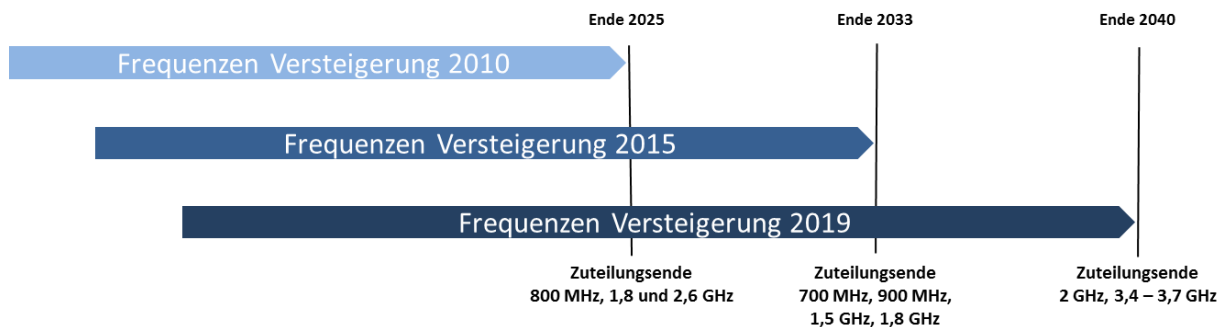 Ende 2025
Ende 2033
Ende 2040
Frequenzen Versteigerung 2010
Frequenzen Versteigerung 2015
Frequenzen Versteigerung 2019
Zuteilungsende
800 MHz, 1,8 und 2,6 GHz
Zuteilungsende
700 MHz, 900 MHz,
1,5 GHz, 1,8 GHz
Zuteilungsende
2 GHz, 3,4 – 3,7 GHz